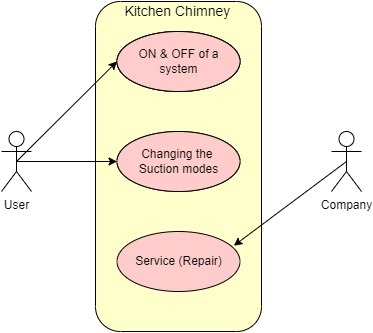 Kitchen Chimney
ON & OFF of a
system
Changing the
Suction modes
User
Company
Service (Repair)